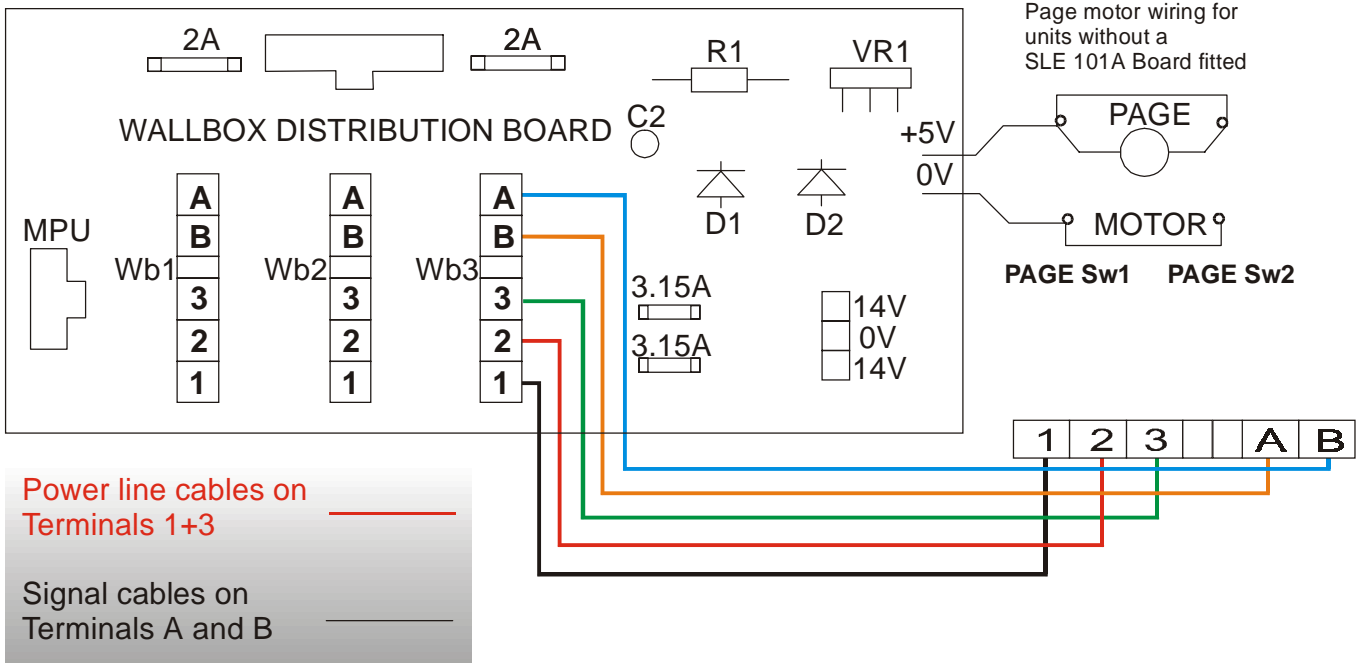 Page motor wiring for
units without a
SLE 101A Board fitted
2A
2A
R1
VR1
WALLBOX DISTRIBUTION BOARD
C2
+5V
0V
PAGE
MOTOR
PAGE Sw1
PAGE Sw2
D1
D2
MPU
Wb1
A
B
3
2
1
Wb2
A
B
3
2
1
Wb3
A
B
3
2
1
3.15A
3.15A
14V
0V
14V
1 2 3 A B
Power line cables on
Terminals 1+3
Signal cables on
Terminals A and B